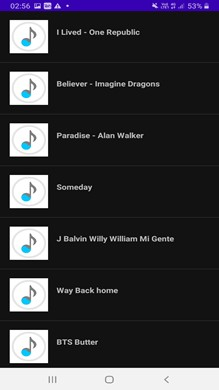 02:56 53%
I Lived - One Republic
Believer - Imagine Dragons
Paradise - Alan Walker
Someday
J Balvin Willy William Mi Gente
Way Back home
BTS Butter